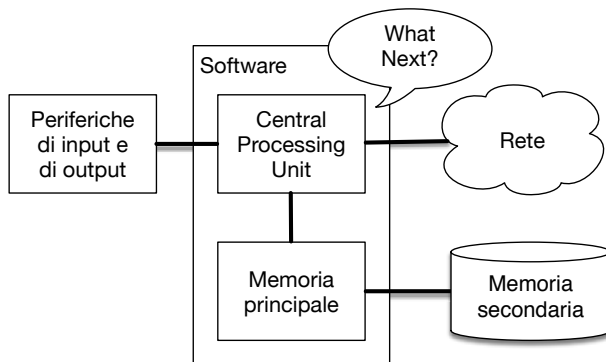 What
Next?
Software
Periferiche
di input e
di output
Central
Processing
Unit
Rete
Memoria
principale
Memoria
secondaria